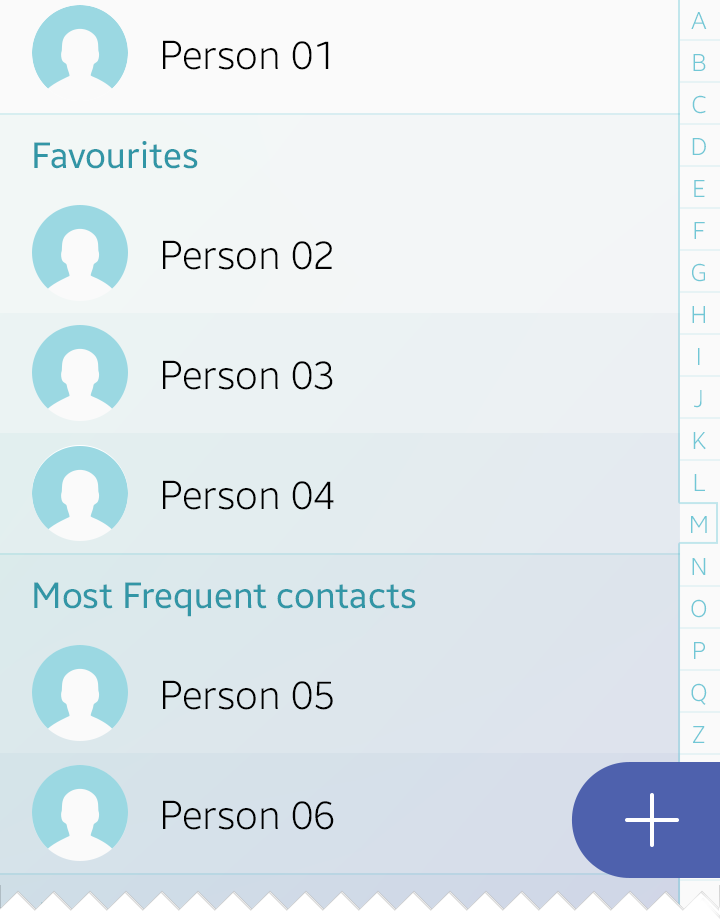 Person 01
Favourites
Person 02
Person 03
Person 04
Most Frequent contacts
Person 05
Person 06
A
B
C
D
E
F
G
H
I
J
K
L
M
N
O
P
Q
Z